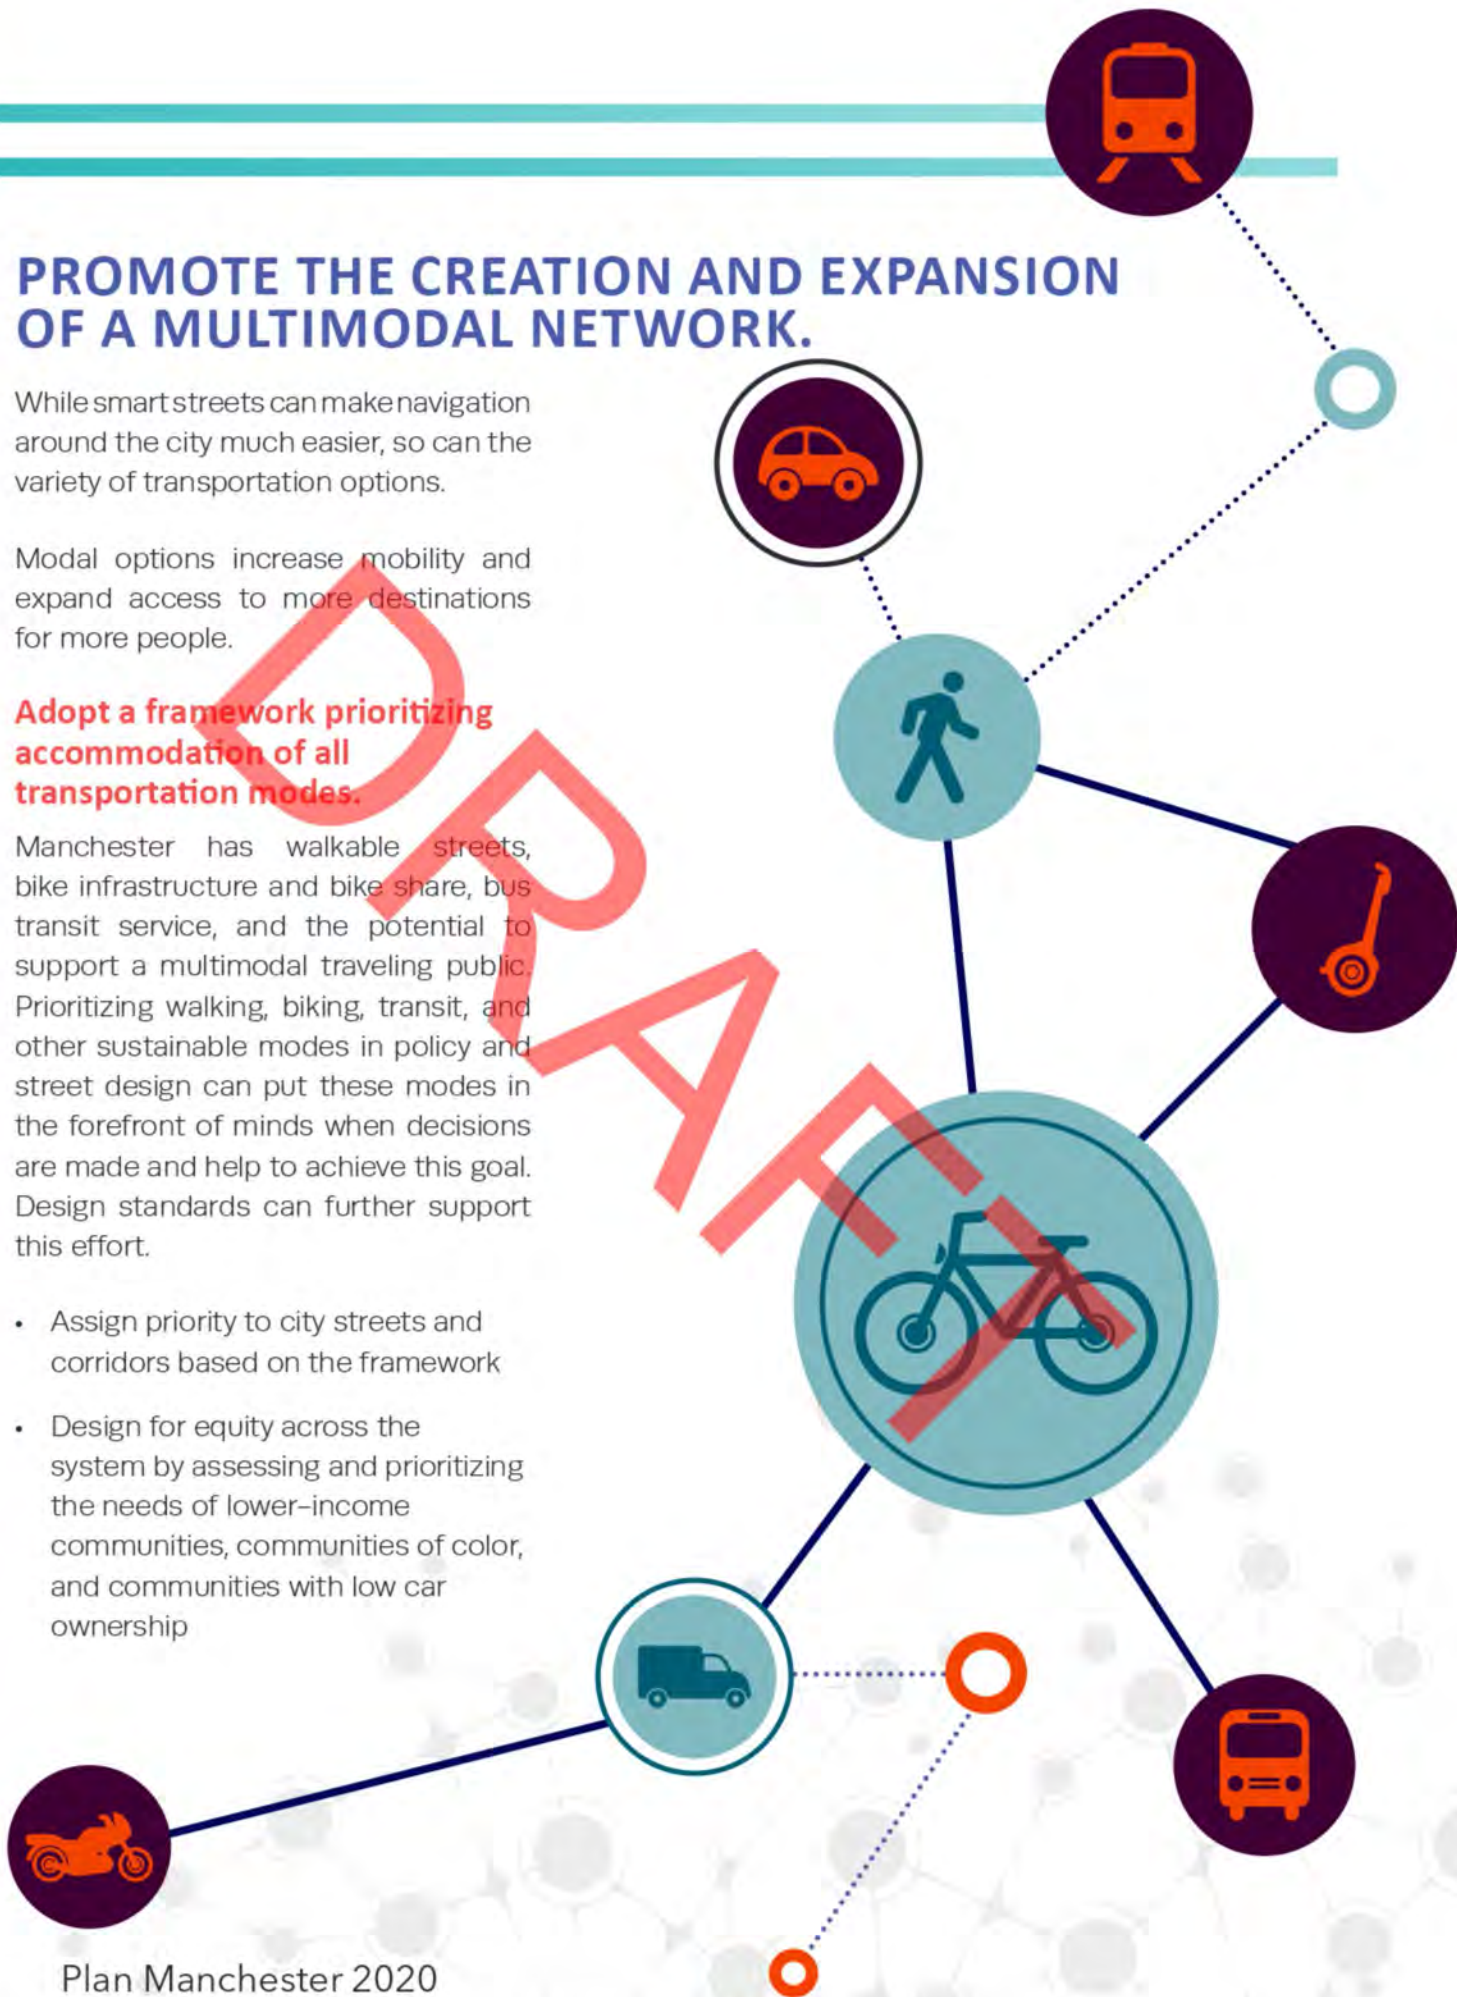 PROMOTE THE CREATION AND EXPANSION
OF A MULTIMODAL NETWORK.
While smart streets can make navigation
around the city much easier, so can the
variety of transportation options.
Modal options increase mobility and
expand access to more destinations
for more people.
Adopt a framework prioritizing
accommodation of all
transportation modes.
Manchester has walkable streets,
bike infrastructure and bike share, bus
transit service, and the potential to
support a multimodal traveling public.
Prioritizing walking, biking, transit, and
other sustainable modes in policy and
street design can put these modes in
the forefront of minds when decisions
are made and help to achieve this goal.
Design standards can further support
this effort.
• Assign priority to city streets and
corridors based on the framework
• Design for equity across the
system by assessing and prioritizing
the needs of lower-income
communities, communities of color,
and communities with low car
ownership
DRAFT
Plan Manchester 2020